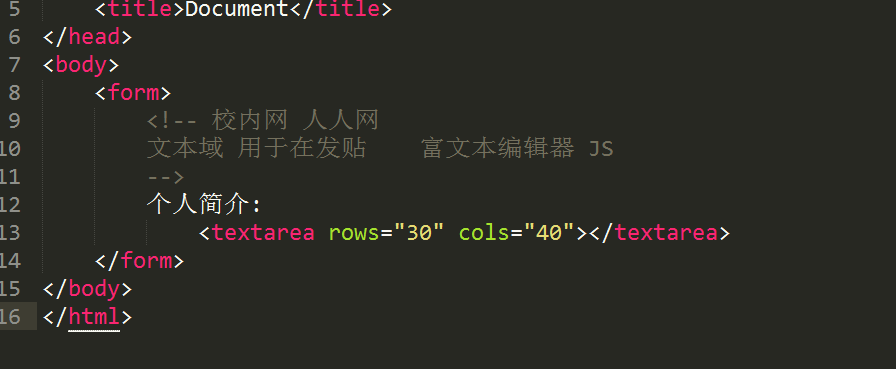 5 <title>Document</title>
6 </head>
7 <body>
8 <form>
9 <!-- 校内网 人人网
10 文本域 用于在发贴 富文本编辑器 JS
11 -->
12 个人简介:
13 <textarea rows="30" cols="40"></textarea>
14 </form>
15 </body>
16 </html>